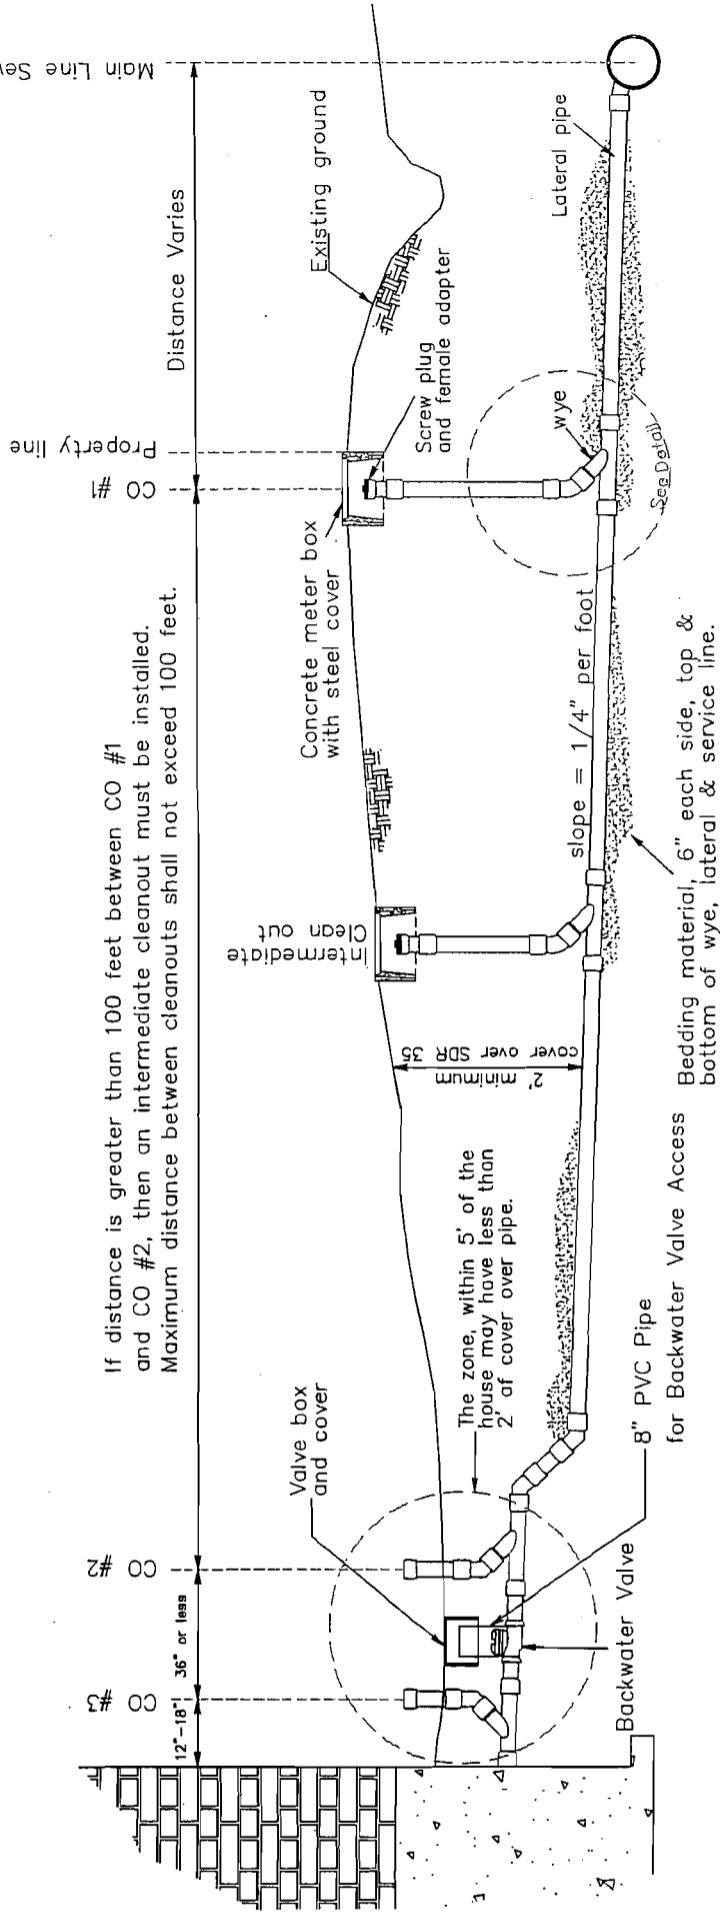 If distance is greater than 100 feet between CO #1
and CO #2, then an intermediate cleanout must be installed.
Maximum distance between cleanouts shall not exceed 100 feet.
CO #3
CO #2
CO #1
Property line
Main Line
12"-18"
36" or less
Distance Varies
Valve box
and cover
Intermediate
Clean out
Concrete meter box
with steel cover
Existing ground
Screw plug
and female adapter
The zone, within 5' of the
house may have less than
2' of cover over pipe.
2' minimum
cover over SDR 35
slope = 1/4" per foot
wye
Lateral pipe
See Detail
Backwater Valve
8" PVC Pipe
for Backwater Valve Access
Bedding material, 6" each side, top &
bottom of wye, lateral & service line.